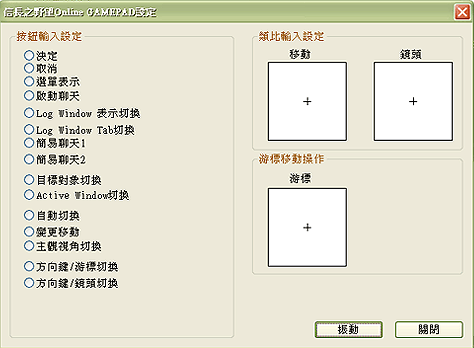 信長之野望Online GAMEPAD設定
按鈕輸入設定
決定
取消
選單表示
啟動聊天
Log Window 表示切換
Log Window Tab切換
簡易聊天1
簡易聊天2
目標對象切換
Active Window切換
自動切換
變更移動
主觀視角切換
方向鍵/游標切換
方向鍵/鏡頭切換
類比輸入設定
移動
鏡頭
游標移動操作
游標
振動
關閉